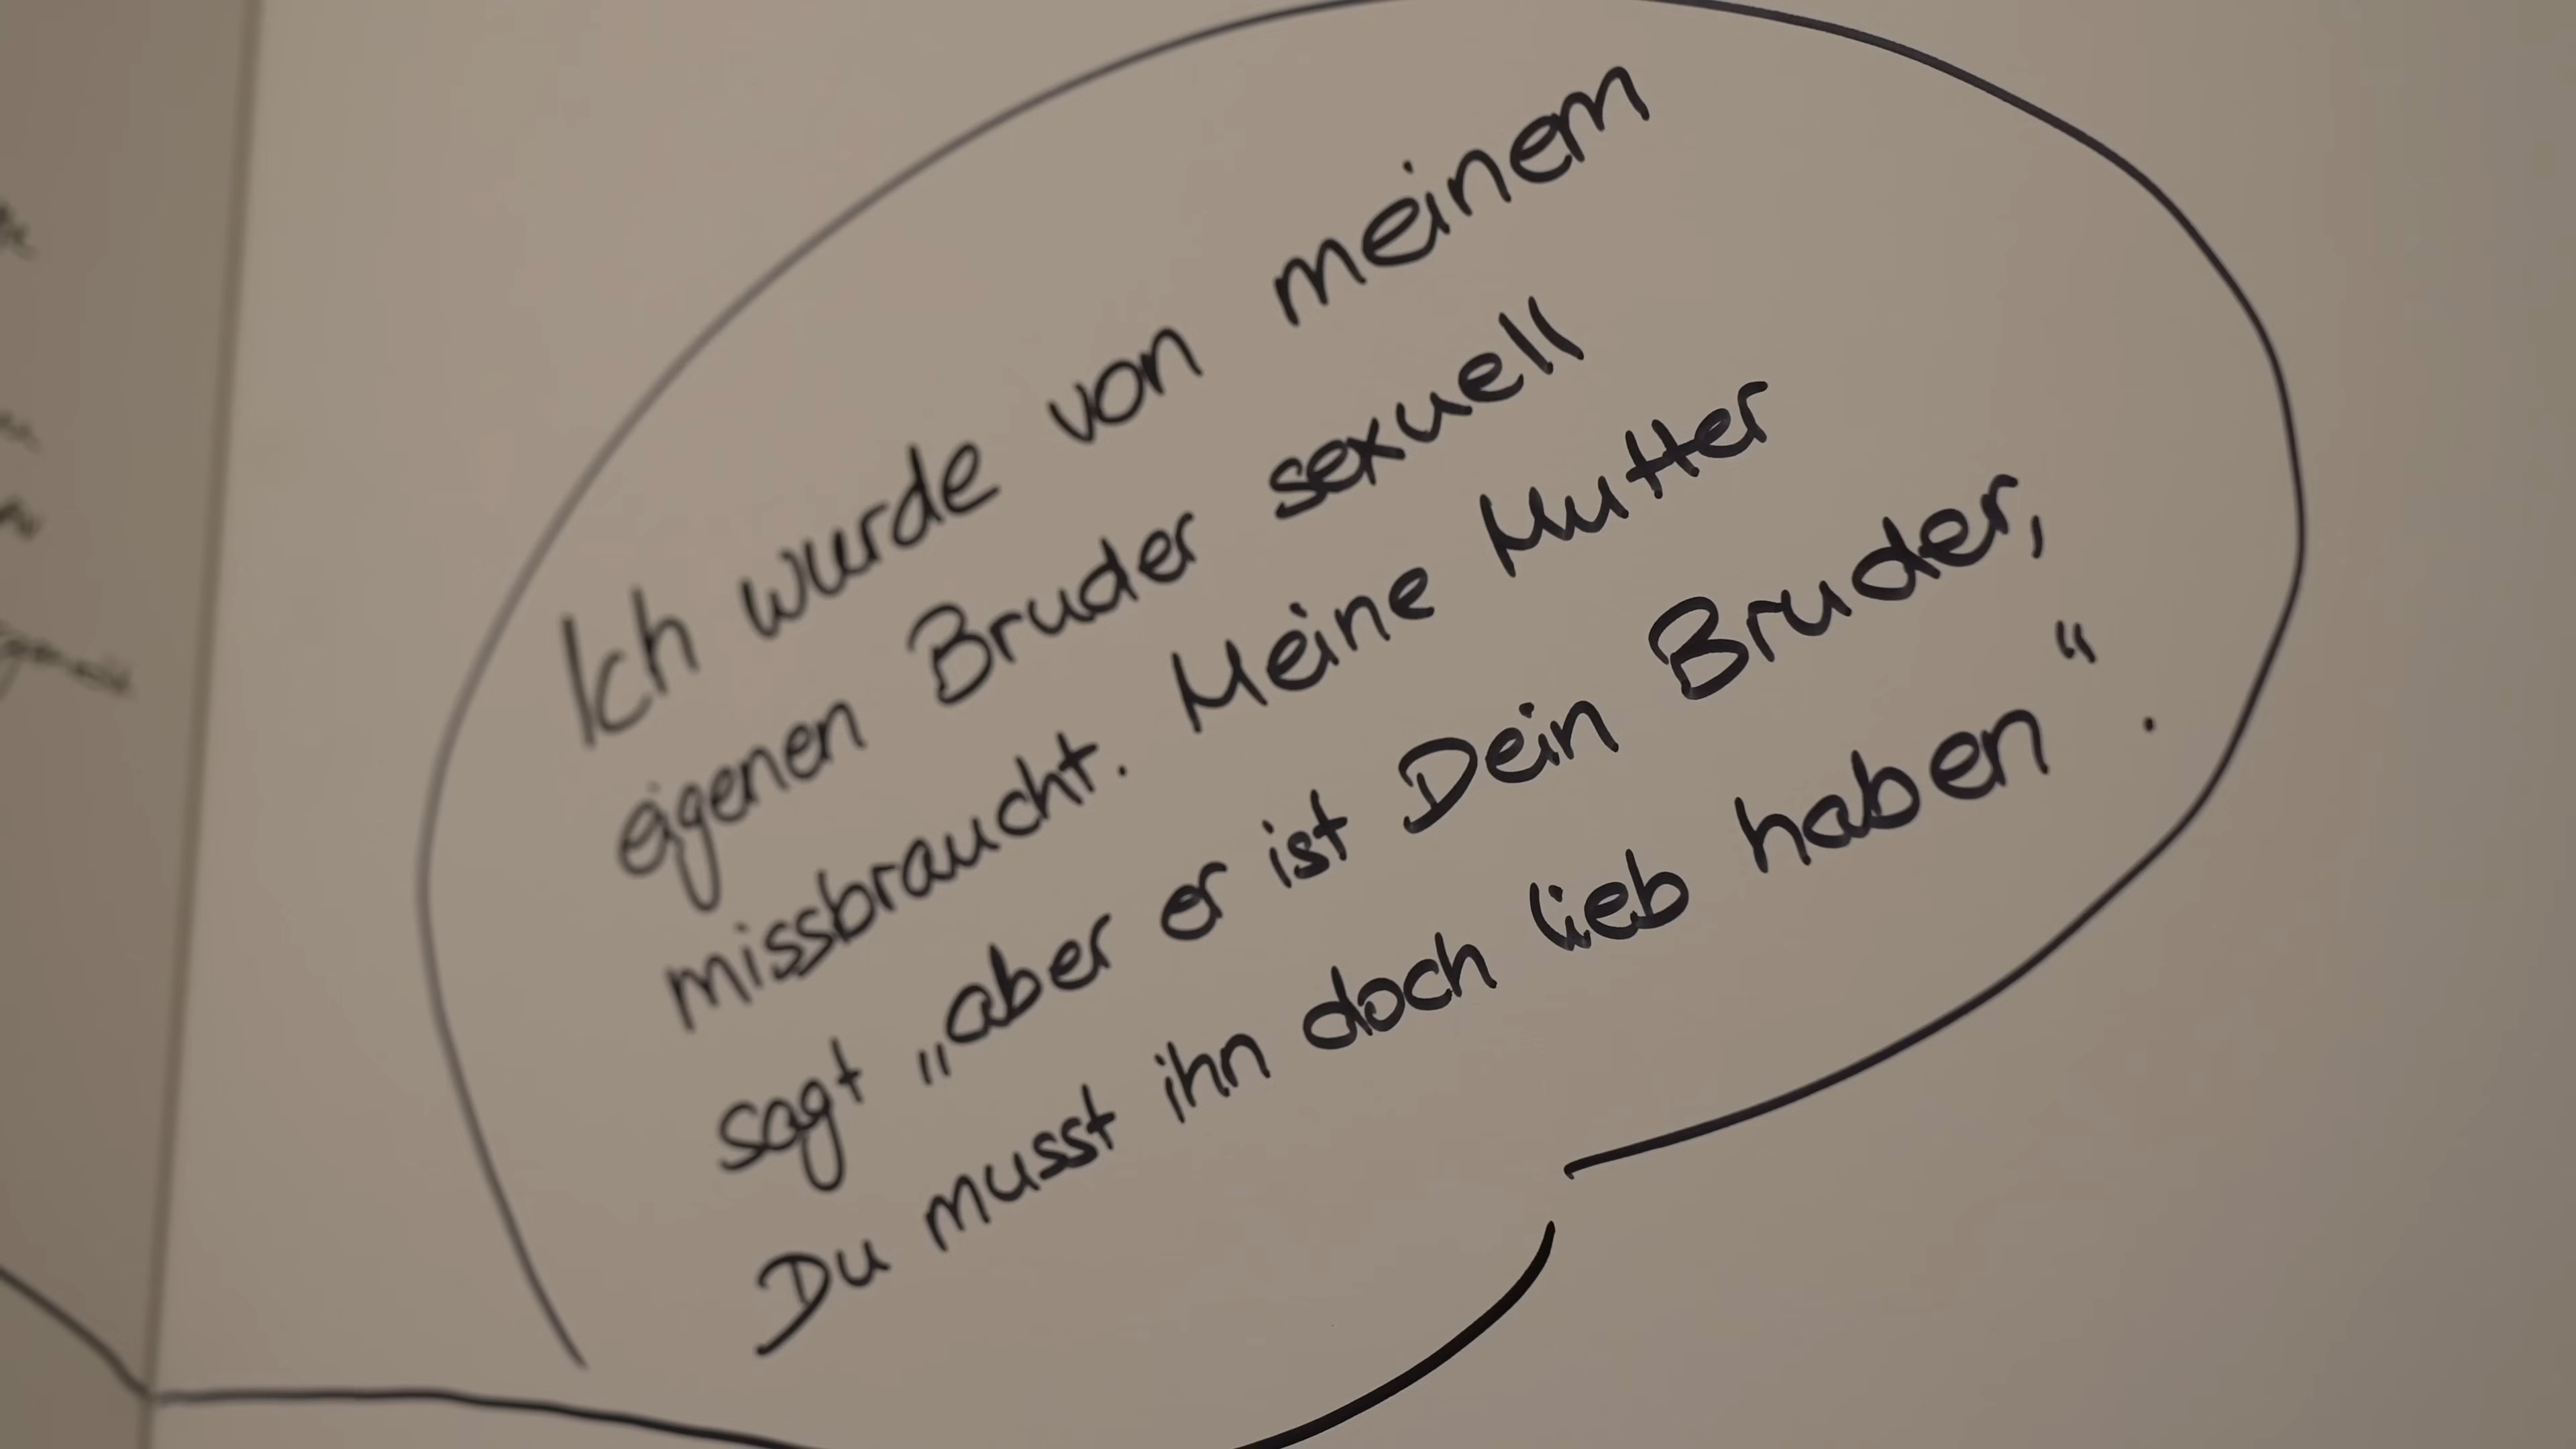 Ich wurde von meinem
eigenen Bruder sexuell
missbraucht. Meine Mutter
sagt „aber er ist Dein Bruder,
Du musst ihn doch lieb haben“.